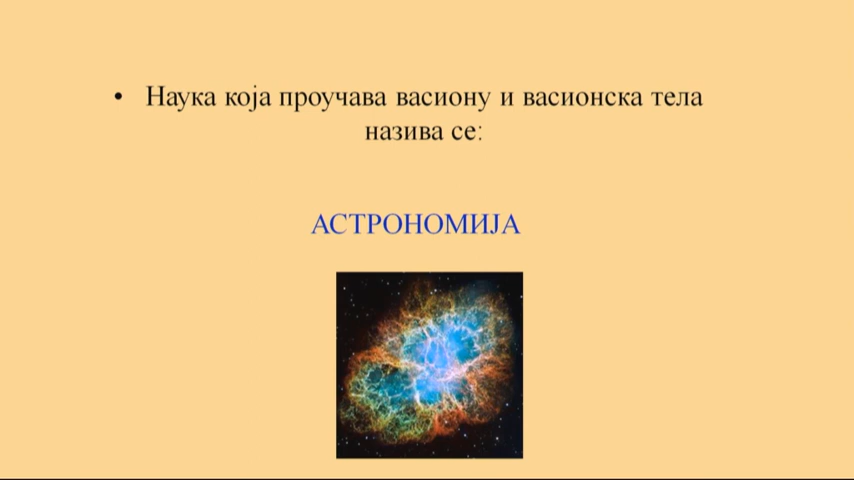 • Наука која проучава васиону и васионска тела
назива се:
АСТРОНОМИЈА